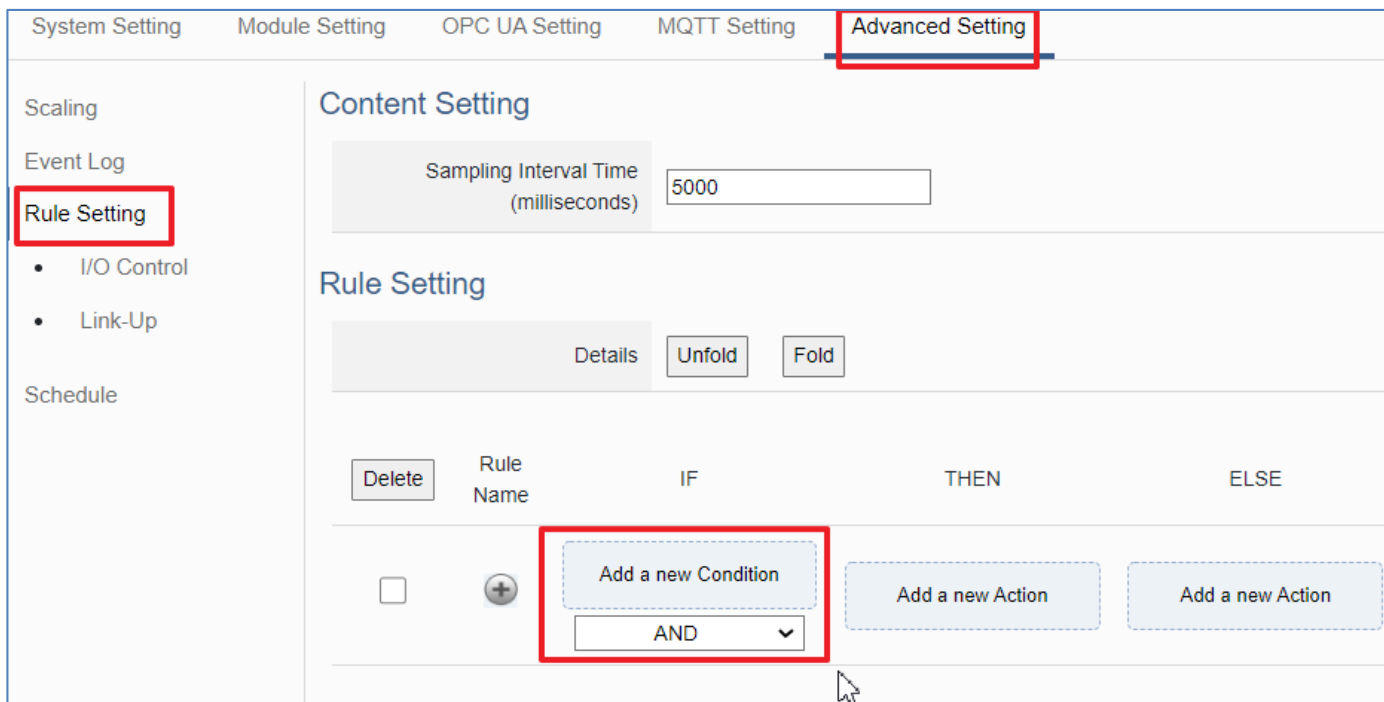 System Setting Module Setting OPC UA Setting MQTT Setting Advanced Setting
Scaling
Event Log
Rule Setting
I/O Control
Link-Up
Schedule
Content Setting
Sampling Interval Time
(milliseconds)
5000
Rule Setting
Details Unfold Fold
Delete Rule
Name IF THEN ELSE
Add a new Condition
AND
Add a new Action Add a new Action